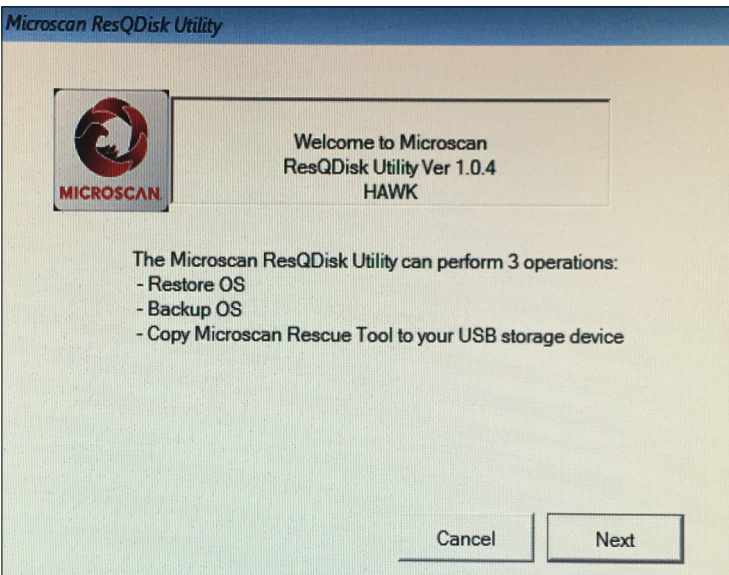 Microscan ResQDisk Utility
MICROSCAN.
Welcome to Microscan
ResQDisk Utility Ver 1.0.4
HAWK
The Microscan ResQDisk Utility can perform 3 operations:
- Restore OS
- Backup OS
- Copy Microscan Rescue Tool to your USB storage device
Cancel
Next